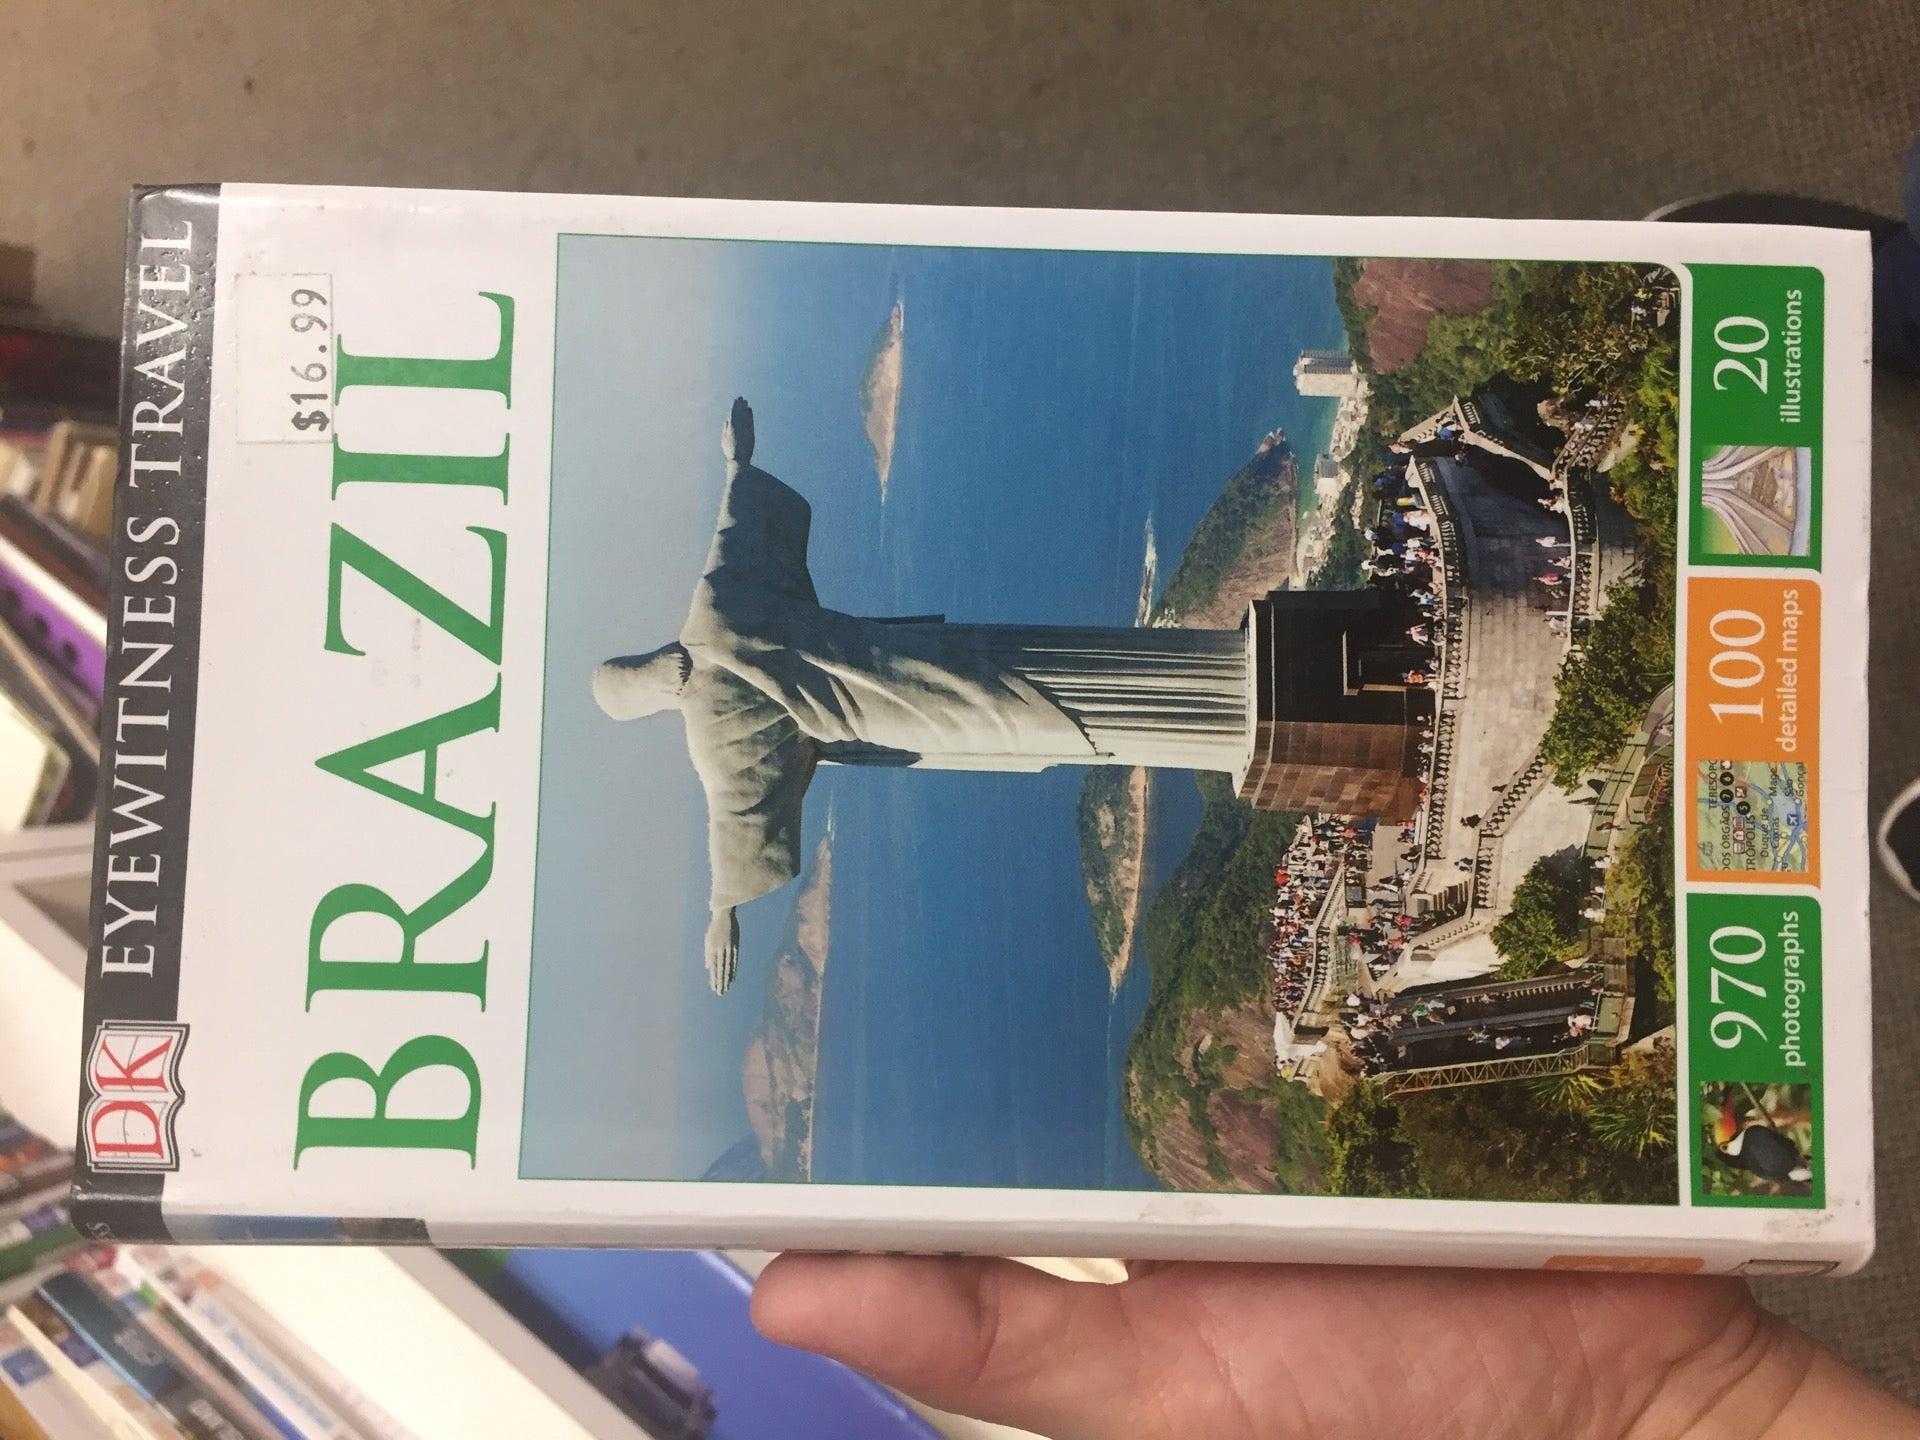 DK EYEWITNESS TRAVEL
$16.99
BRAZIL
970
photographs
100
detailed maps
20
illustrations